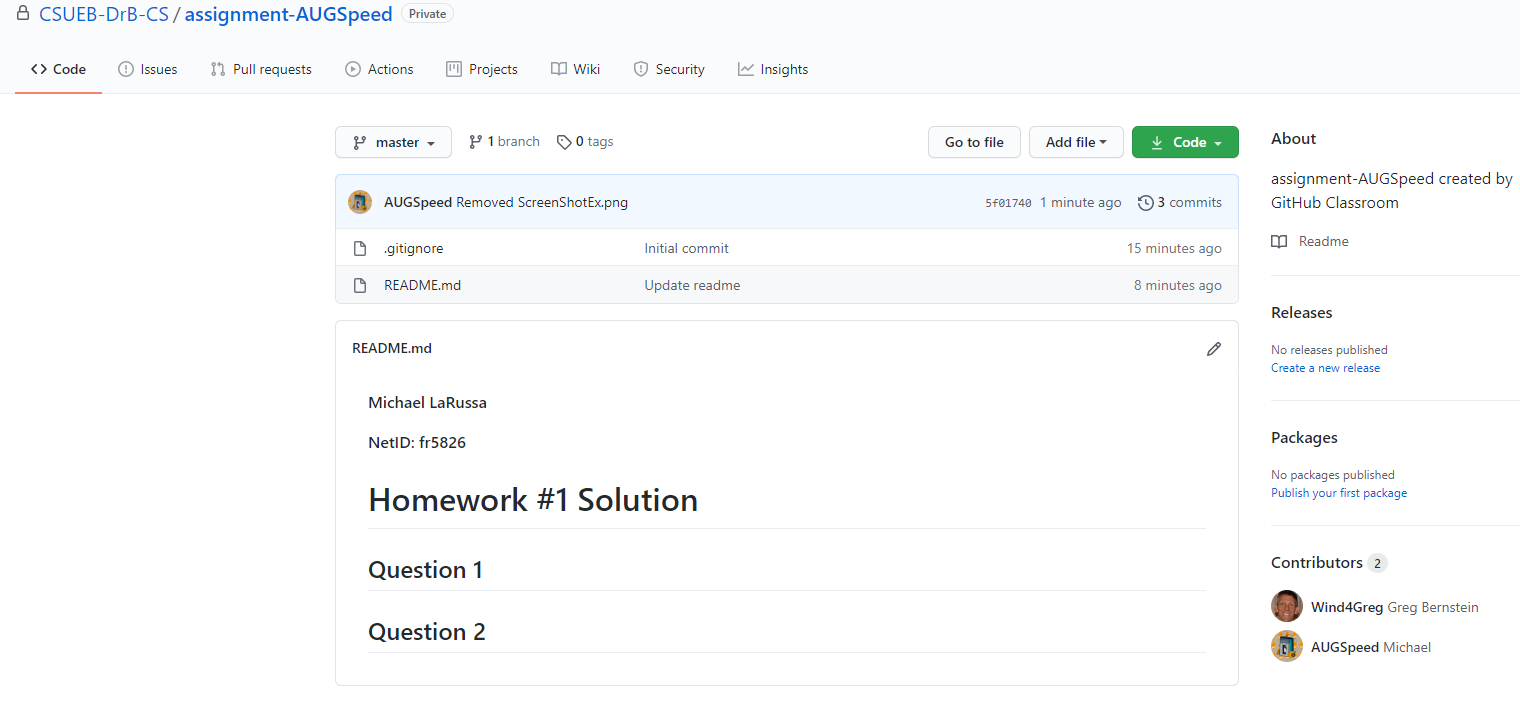 CSUEB-DrB-CS / assignment-AUGSpeed Private
Code Issues Pull requests Actions Projects Wiki Security Insights
master 1 branch 0 tags Go to file Add file Code
AUGSpeed Removed ScreenShotEx.png 5f01740 1 minute ago 3 commits
.gitignore Initial commit 15 minutes ago
README.md Update readme 8 minutes ago
README.md
Michael LaRussa
NetID: fr5826
Homework #1 Solution
Question 1
Question 2
About
assignment-AUGSpeed created by
GitHub Classroom
Readme
Releases
No releases published
Create a new release
Packages
No packages published
Publish your first package
Contributors 2
Wind4Greg Greg Bernstein
AUGSpeed Michael